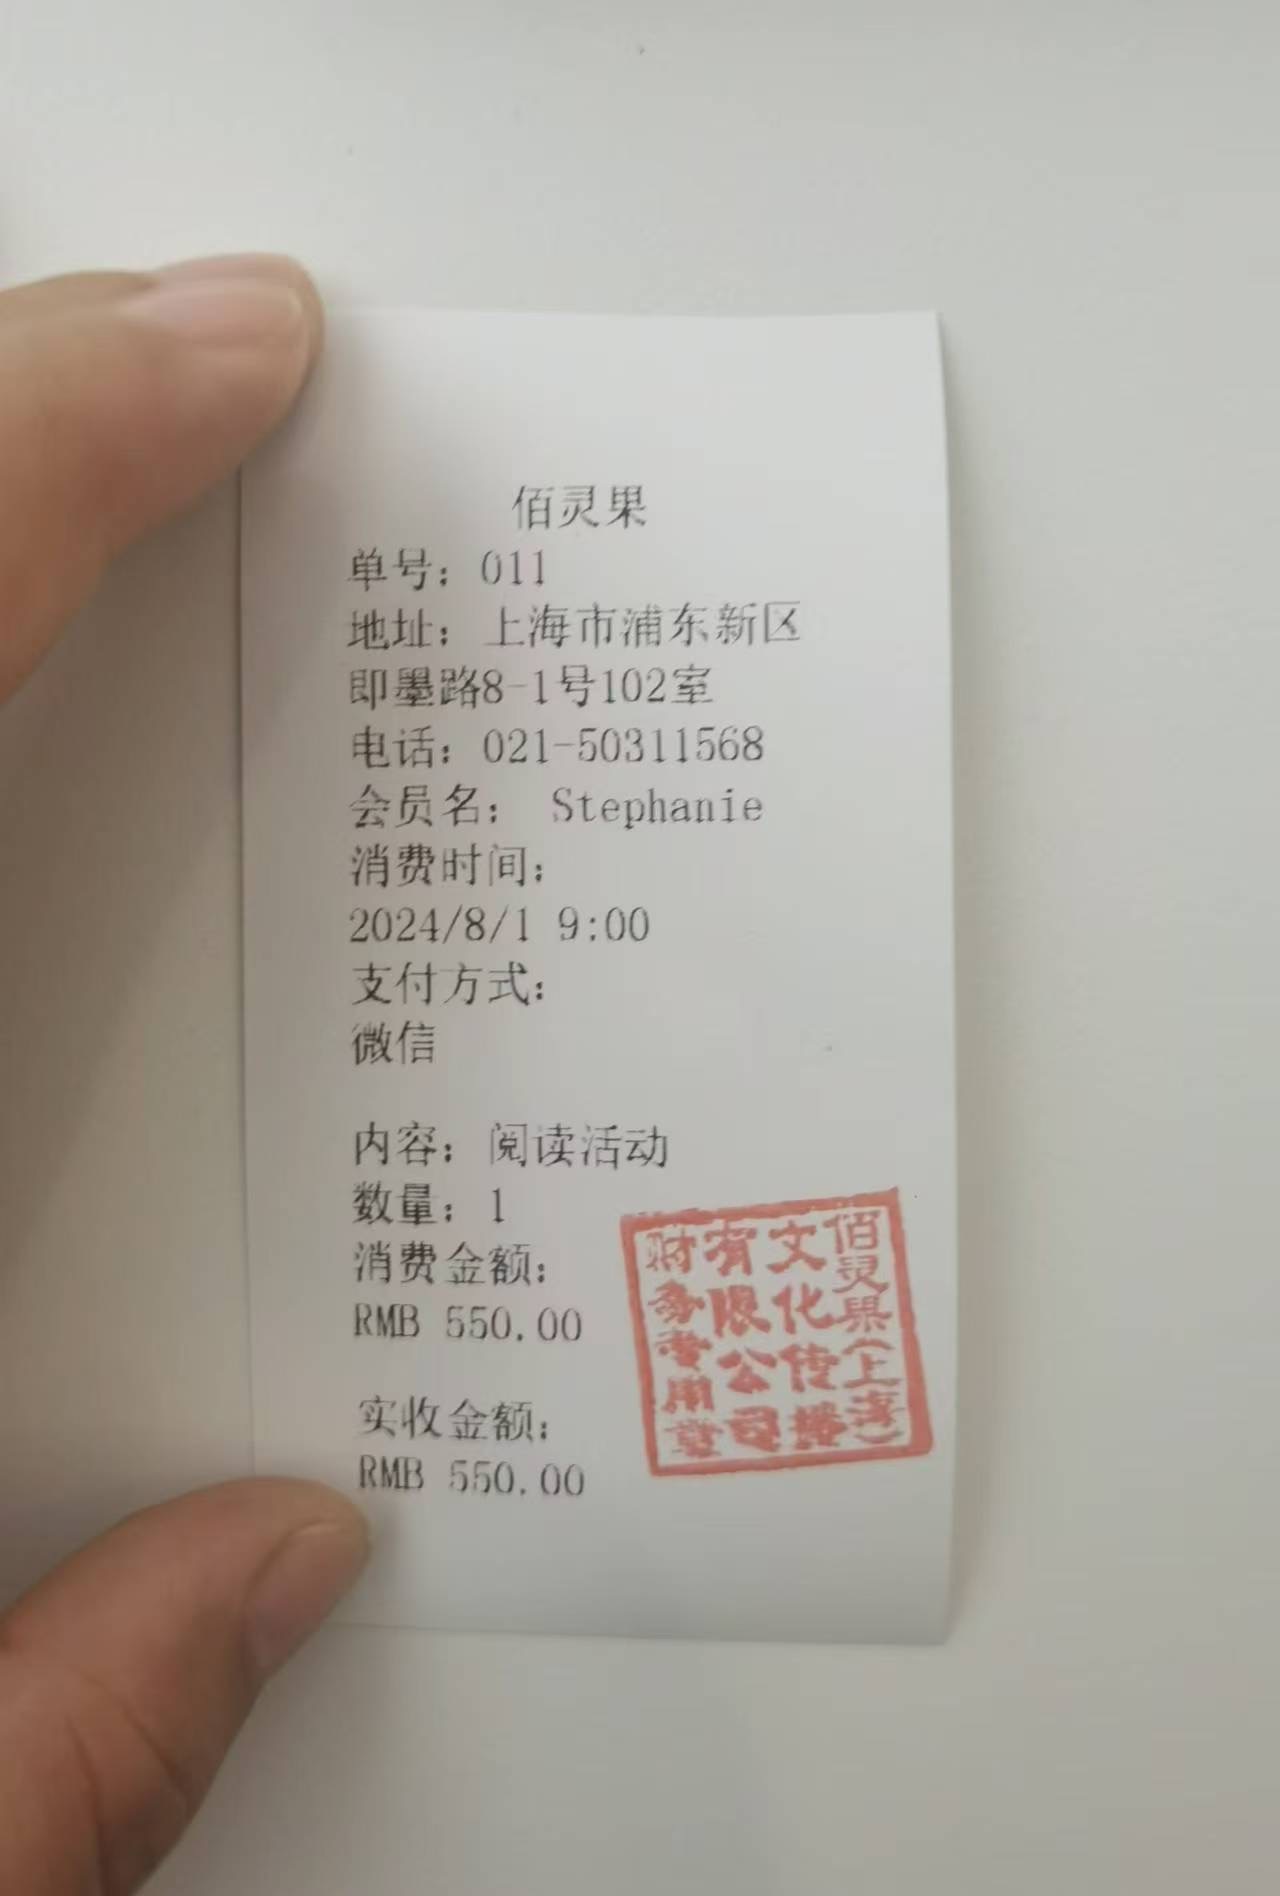 佰灵果
单号：011
地址：上海市浦东新区
即墨路8-1号102室
电话：021-50311568
会员名： Stephanie
消费时间：
2024/8/1 9:00
支付方式：
微信
内容：阅读活动
数量：1
消费金额：
RMB 550.00
实收金额：
RMB 550.00
佰灵果（上海）
文化传播
有限公司
财务专用章